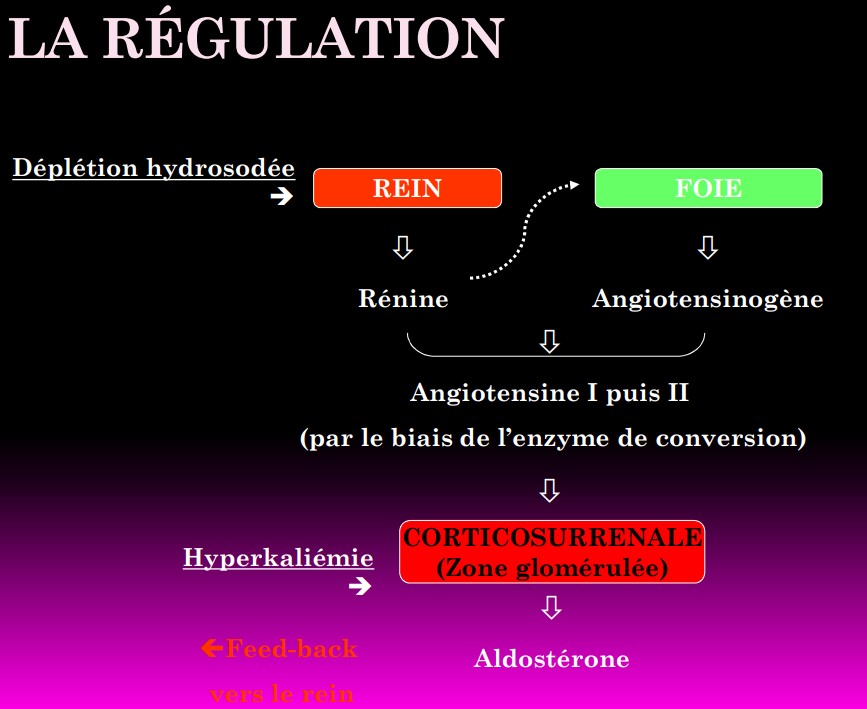 LA RÉGULATION
Déplétion hydrosodée
REIN
FOIE
Rénine
Angiotensinogène
Angiotensine I puis II
(par le biais de l’enzyme de conversion)
CORTICOSURRENALE
(Zone glomérulée)
Hyperkaliémie
Feed-back
vers le rein
Aldostérone